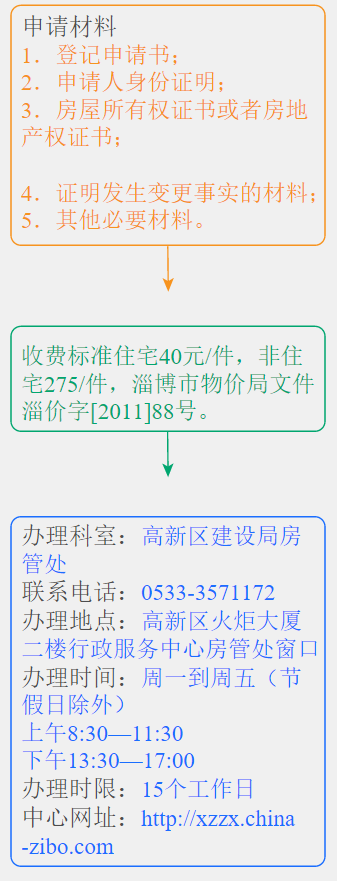 申请材料
1．登记申请书；
2．申请人身份证明；
3．房屋所有权证书或者房地
产权证书；
4．证明发生变更事实的材料；
5．其他必要材料。
收费标准住宅40元/件，非住
宅275/件，淄博市物价局文件
淄价字[2011]88号。
办理科室：高新区建设局房
管处
联系电话：0533-3571172
办理地点：高新区火炬大厦
二楼行政服务中心房管处窗口
办理时间：周一到周五（节
假日除外）
上午8:30—11:30
下午13:30—17:00
办理时限：15个工作日
中心网址：http://xzzx.china
-zibo.com